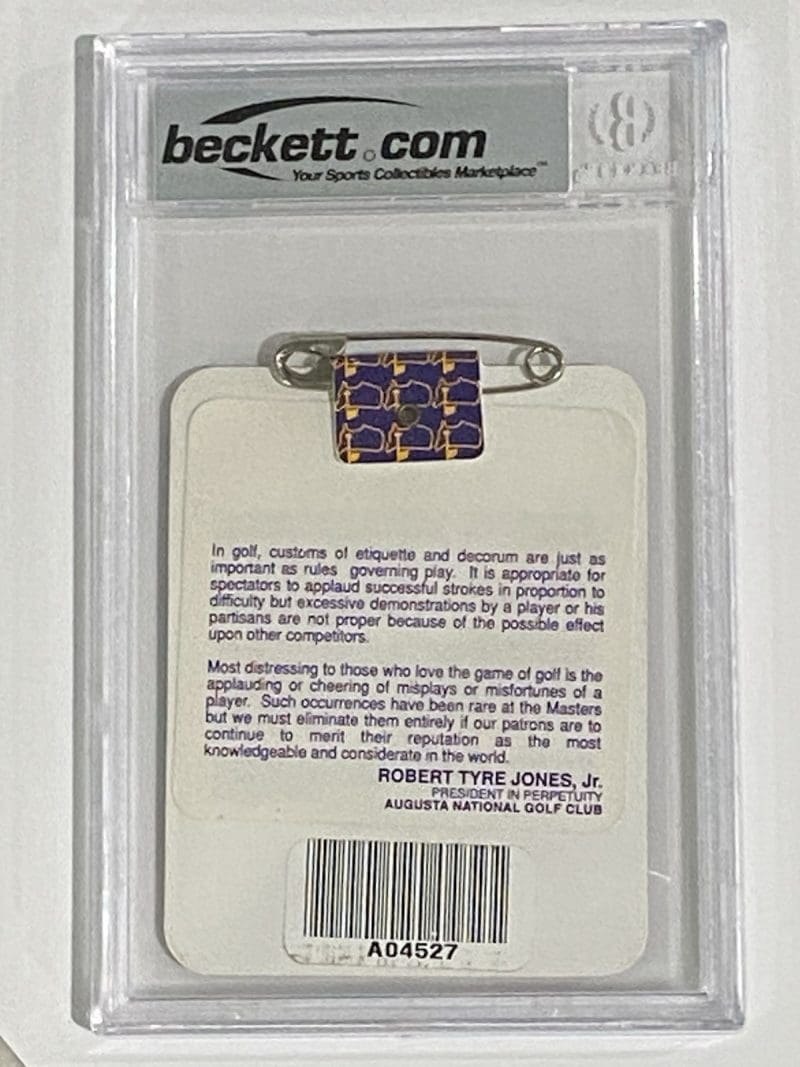 beckett.com
Your Sports Collectibles Marketplace™
In golf, customs of etiquette and decorum are just as
important as rules governing play. It is appropriate for
spectators to applaud successful strokes in proportion to
difficulty but excessive demonstrations by a player or his
partisans are not proper because of the possible effect
upon other competitors.
Most distressing to those who love the game of golf is the
applauding or cheering of misplays or misfortunes of a
player. Such occurrences have been rare at the Masters
but we must eliminate them entirely if our patrons are to
continue to merit their reputation as the most
knowledgeable and considerate in the world.
ROBERT TYRE JONES, Jr.
PRESIDENT IN PERPETUITY
AUGUSTA NATIONAL GOLF CLUB
A04527